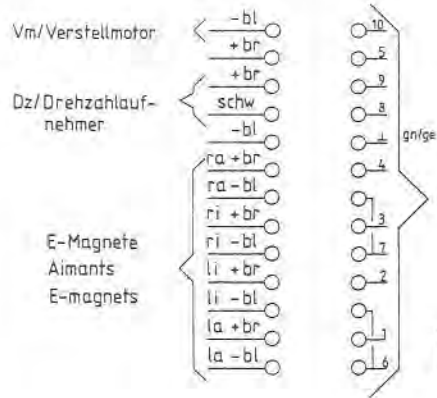 Vm/Verstellmotor
-bl
+br
Dz/Drehzahlauf-
nehmer
+br
schw
-bl
E-Magnete
Aimants
E-magnets
ra +br
ra -bl
ri +br
ri -bl
li +br
li -bl
la +br
la -bl
10
5
9
8
⊥
4
3
7
2
1
6
gn/ge